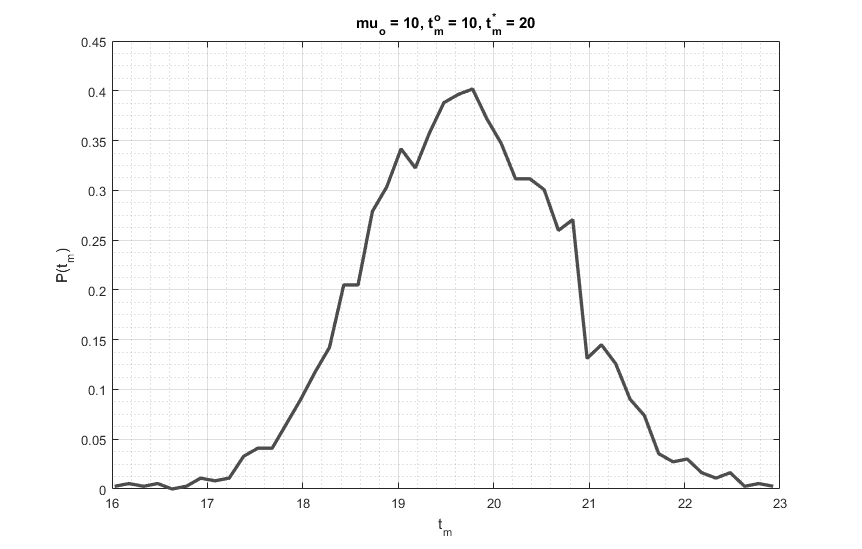 mu_o = 10, t_m^o = 10, t_m^* = 20
0.45
0.4
0.35
0.3
0.25
0.2
0.15
0.1
0.05
0
P(t_m)
16 17 18 19 20 21 22 23
t_m